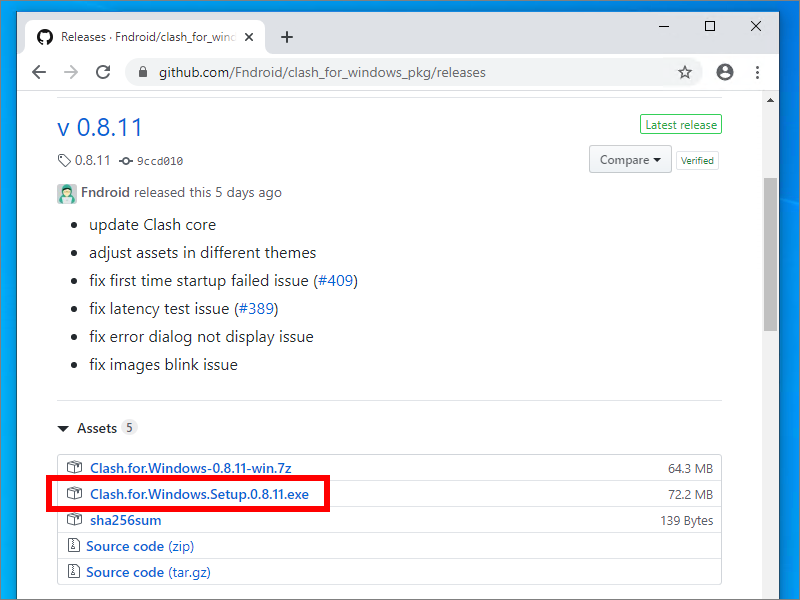 Releases · Fndroid/clash_for_wind
github.com/Fndroid/clash_for_windows_pkg/releases
v 0.8.11
Latest release
0.8.11 9ccd010
Compare
Verified
Fndroid released this 5 days ago
update Clash core
adjust assets in different themes
fix first time startup failed issue (#409)
fix latency test issue (#389)
fix error dialog not display issue
fix images blink issue
Assets 5
Clash.for.Windows-0.8.11-win.7z 64.3 MB
Clash.for.Windows.Setup.0.8.11.exe 72.2 MB
sha256sum 139 Bytes
Source code (zip)
Source code (tar.gz)